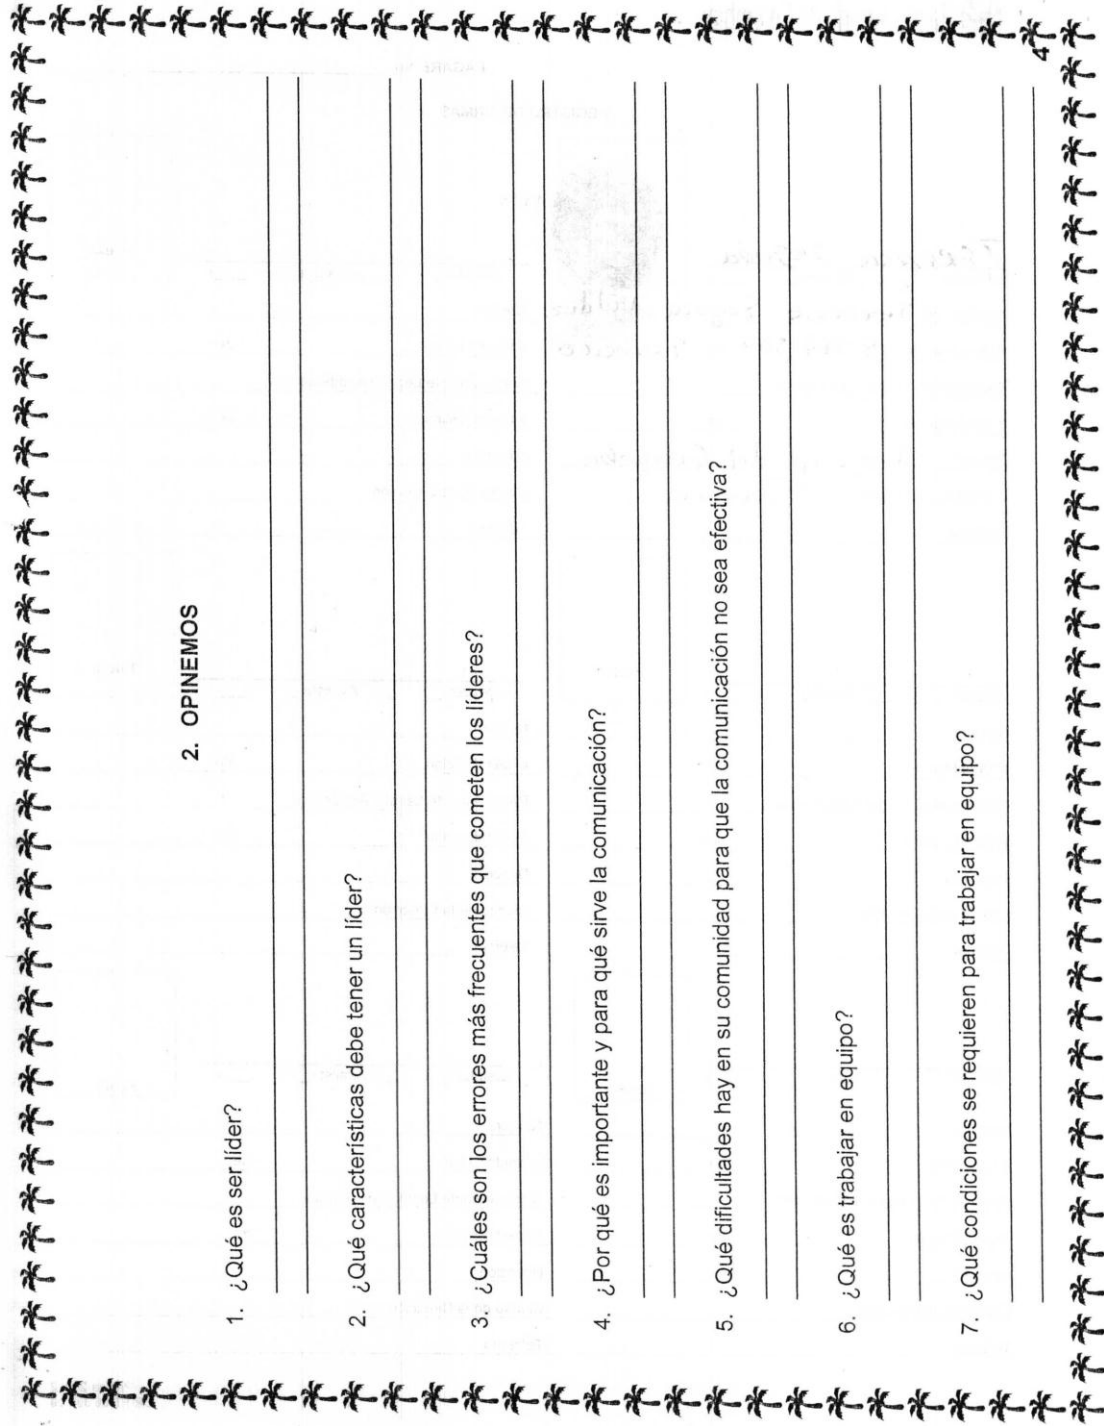 2. OPINEMOS
1. ¿Qué es ser líder?
2. ¿Qué características debe tener un líder?
3. ¿Cuáles son los errores más frecuentes que cometen los líderes?
4. ¿Por qué es importante y para qué sirve la comunicación?
5. ¿Qué dificultades hay en su comunidad para que la comunicación no sea efectiva?
6. ¿Qué es trabajar en equipo?
7. ¿Qué condiciones se requieren para trabajar en equipo?
4